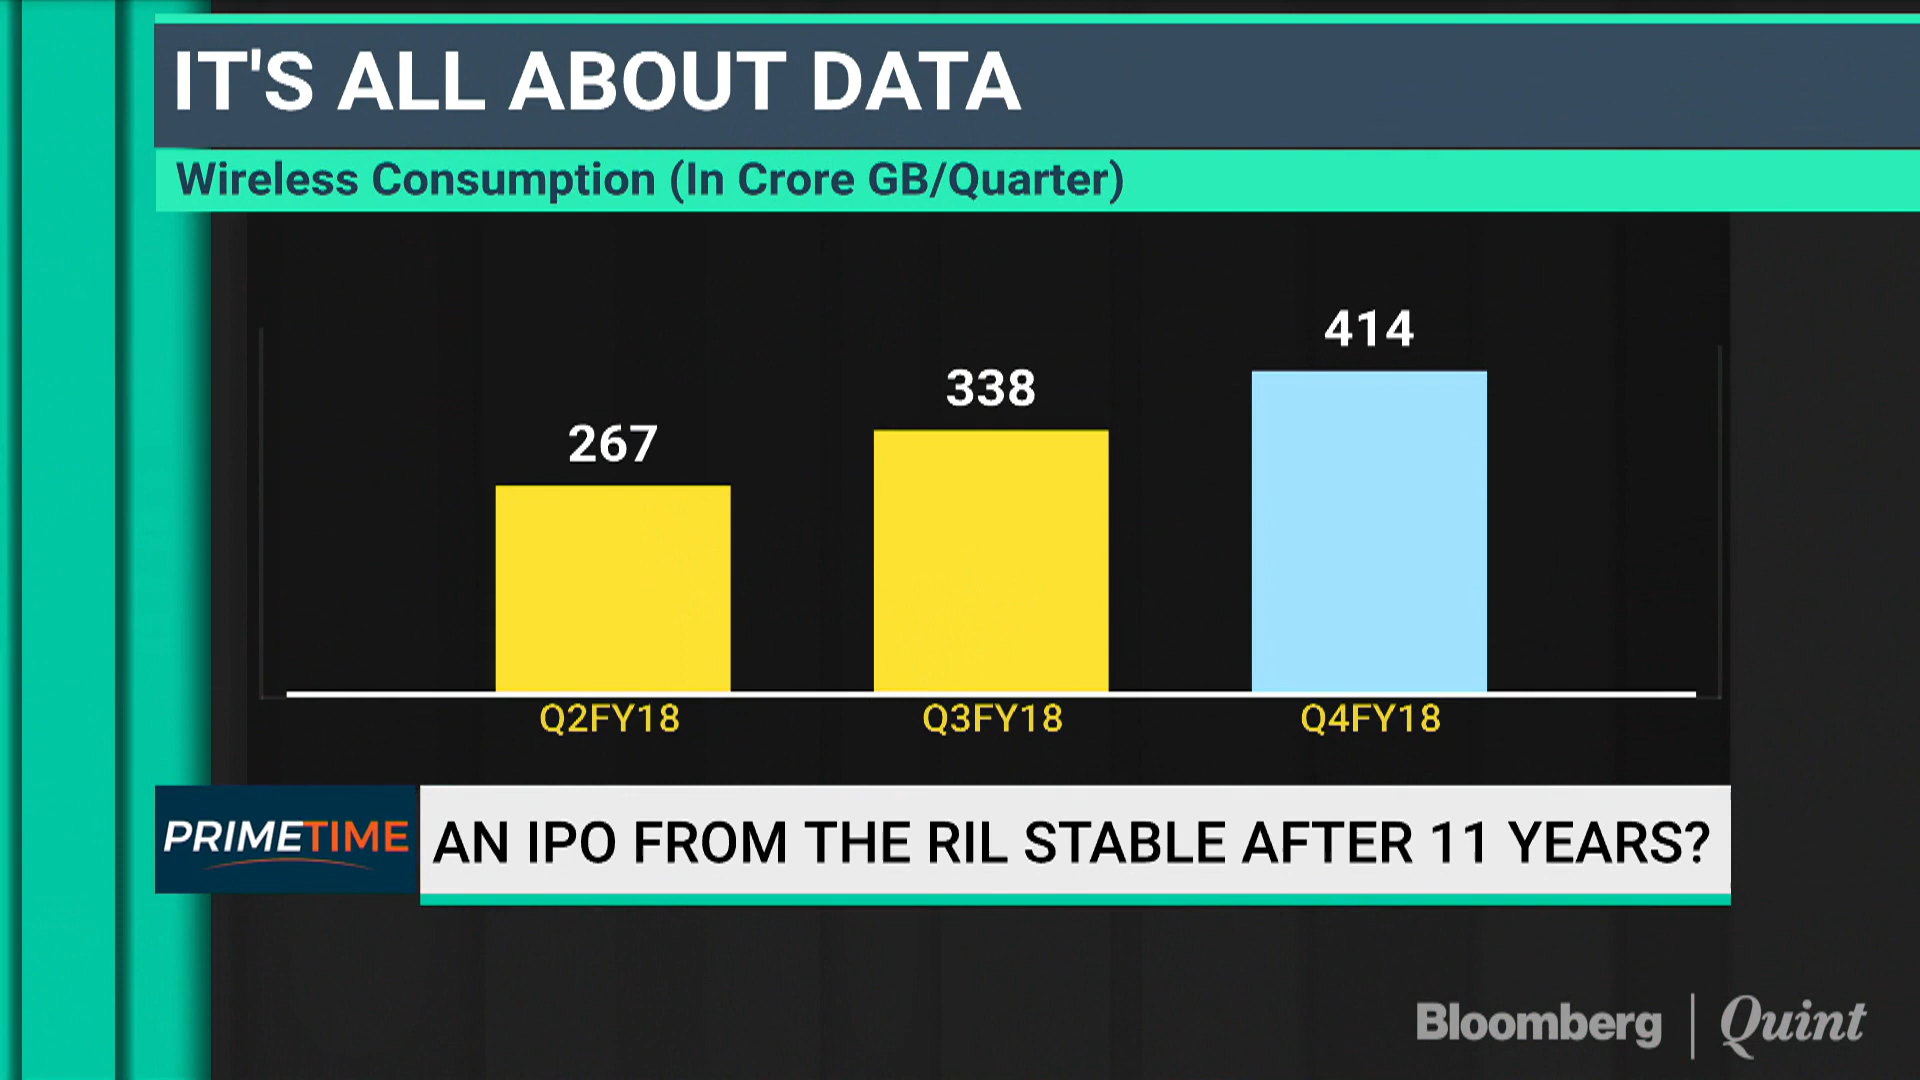 IT'S ALL ABOUT DATA
Wireless Consumption (In Crore GB/Quarter)
267
338
414
Q2FY18
Q3FY18
Q4FY18
PRIMETIME
AN IPO FROM THE RIL STABLE AFTER 11 YEARS?
Bloomberg | Quint